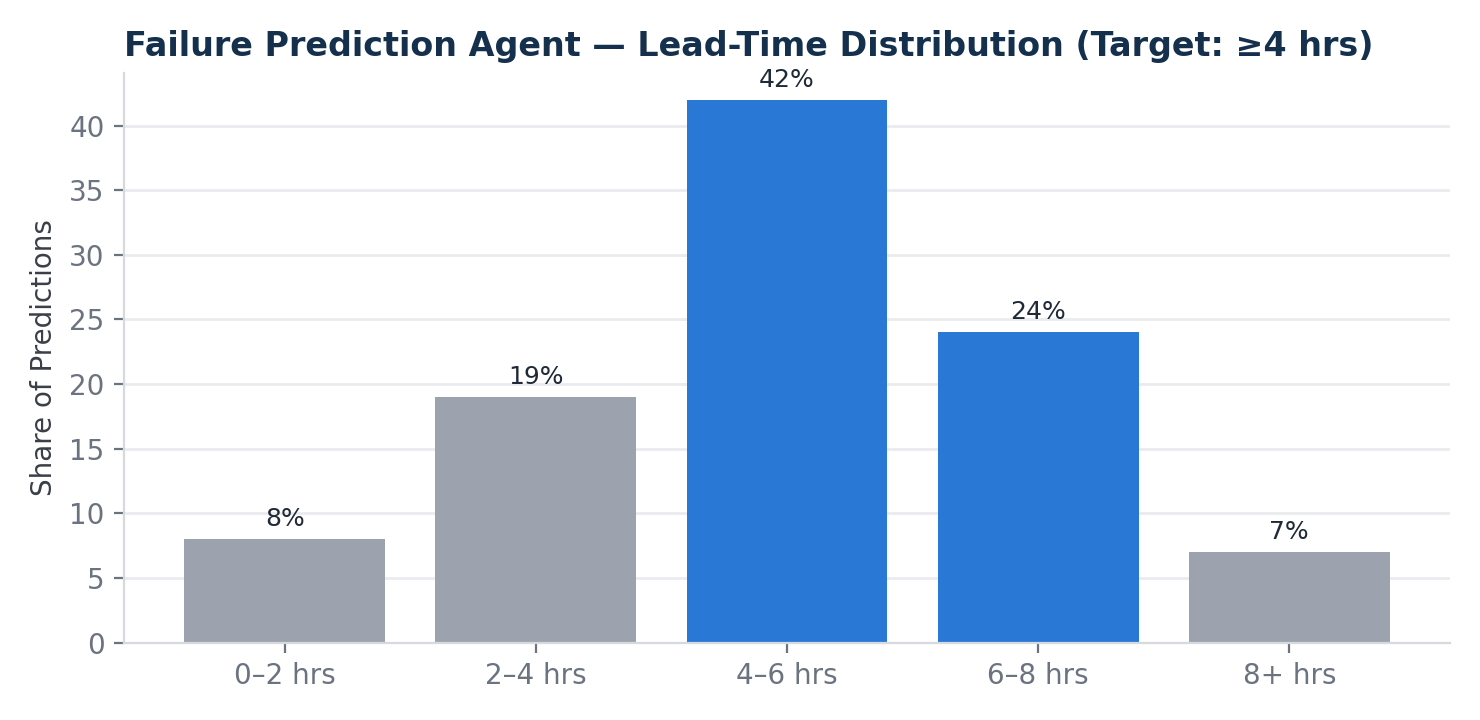 Failure Prediction Agent — Lead-Time Distribution (Target: ≥4 hrs)
Share of Predictions
40
35
30
25
20
15
10
5
0
8%
19%
42%
24%
7%
0–2 hrs
2–4 hrs
4–6 hrs
6–8 hrs
8+ hrs